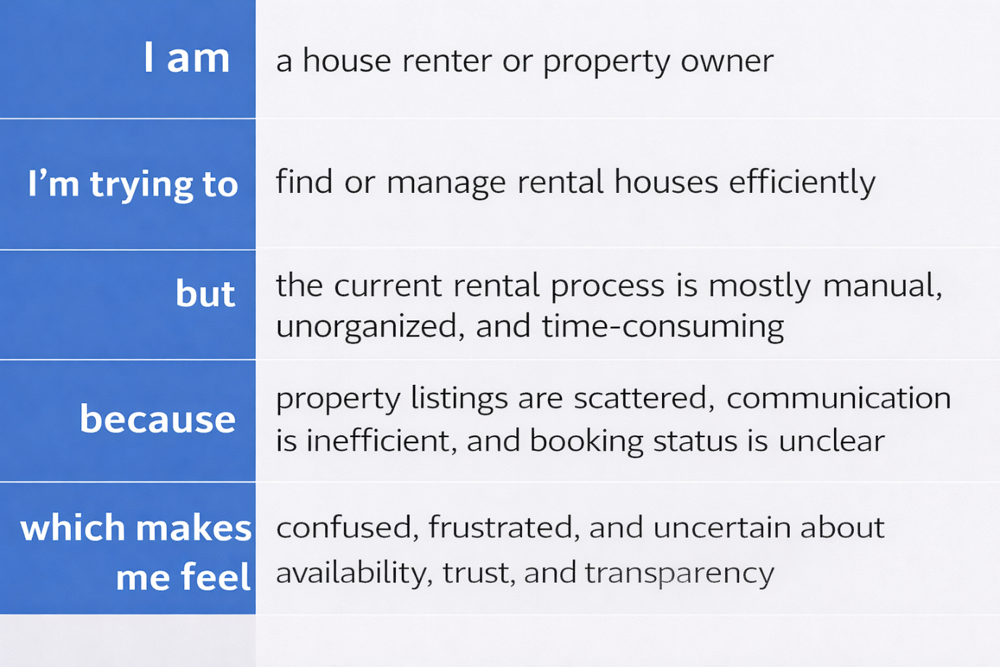 I am
a house renter or property owner
I'm trying to
find or manage rental houses efficiently
but
the current rental process is mostly manual,
unorganized, and time-consuming
because
property listings are scattered, communication
is inefficient, and booking status is unclear
which makes
me feel
confused, frustrated, and uncertain about
availability, trust, and transparency